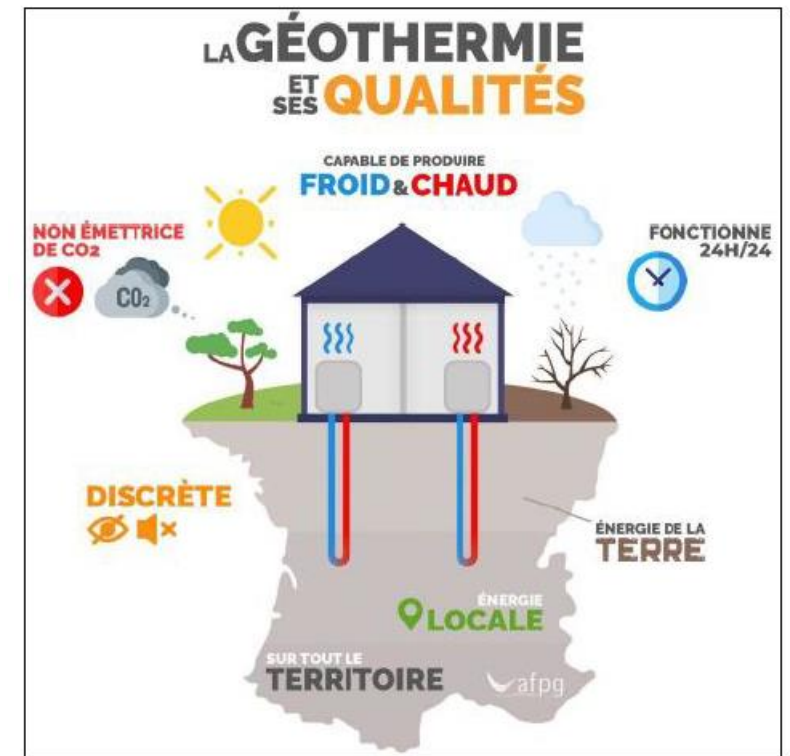 LA GÉOTHERMIE
ET SES QUALITÉS
CAPABLE DE PRODUIRE
FROID & CHAUD
NON ÉMETTRICE
DE CO2
CO2
FONCTIONNE
24H/24
DISCRÈTE
ÉNERGIE DE LA
TERRE
ÉNERGIE
LOCALE
SUR TOUT LE
TERRITOIRE
afpg